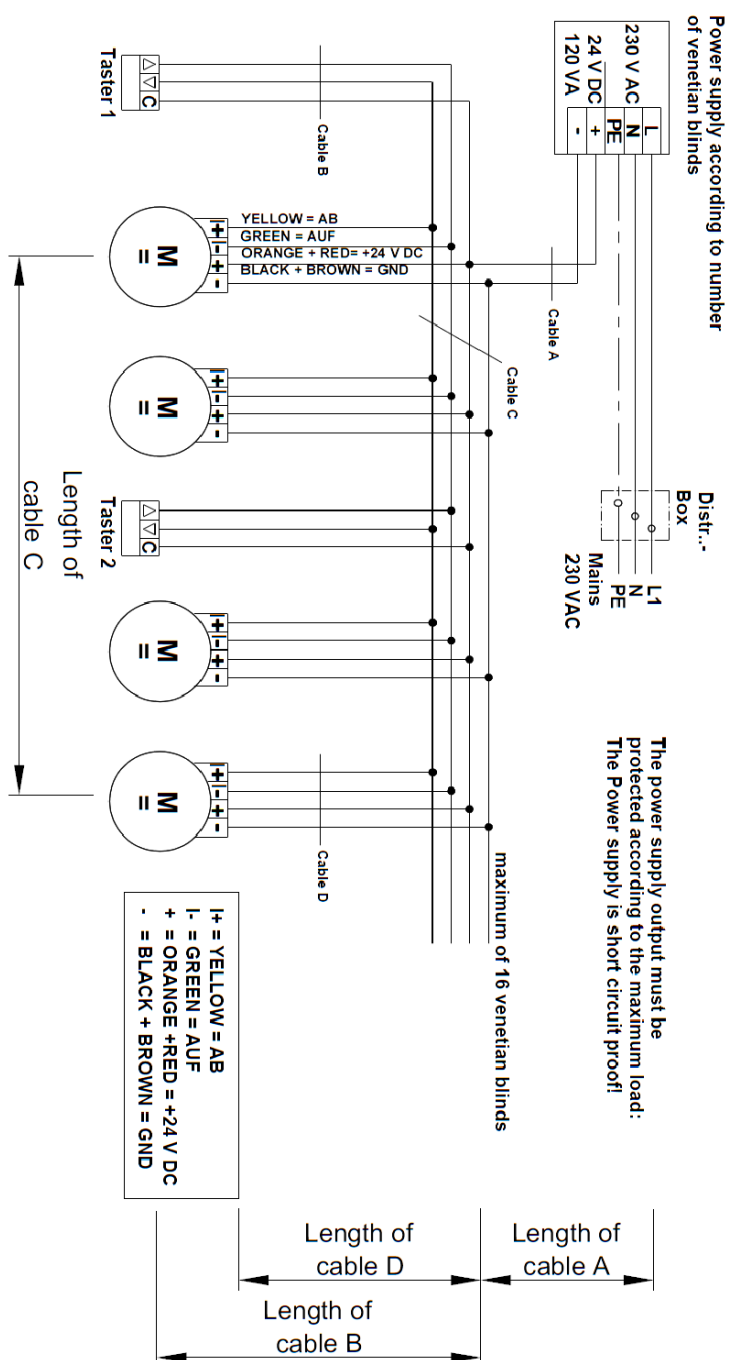 Power supply according to number
of venetian blinds
230 V AC
24 V DC
120 VA
L
N
PE
+
-
Distr..-
Box
L1
N
PE
Mains
230 VAC
The power supply output must be
protected according to the maximum load:
The Power supply is short circuit proof!
Cable A
Cable B
Cable C
Cable D
maximum of 16 venetian blinds
YELLOW = AB
GREEN = AUF
ORANGE + RED= +24 V DC
BLACK + BROWN = GND
Taster 1
△ ▽ C
I+ I- + -
M
=
I+ I- + -
M
=
Taster 2
△ ▽ C
I+ I- + -
M
=
I+ I- + -
M
=
Length of
cable C
I+ = YELLOW = AB
I- = GREEN = AUF
+ = ORANGE +RED = +24 V DC
- = BLACK + BROWN = GND
Length of
cable A
Length of
cable D
Length of
cable B